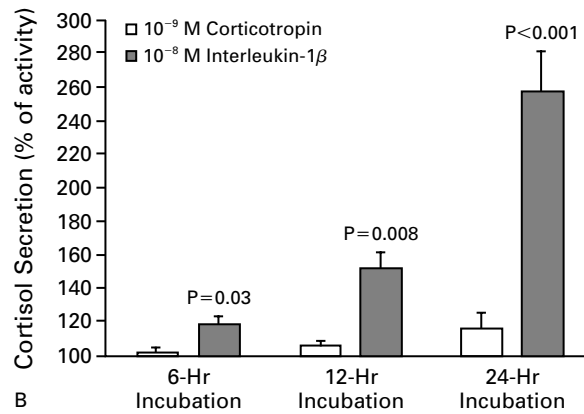 Cortisol Secretion (% of activity)
300
280
260
240
220
200
180
160
140
120
100
10⁻⁹ M Corticotropin
10⁻⁸ M Interleukin-1β
P=0.03
P=0.008
P<0.001
6-Hr
Incubation
12-Hr
Incubation
24-Hr
Incubation
B